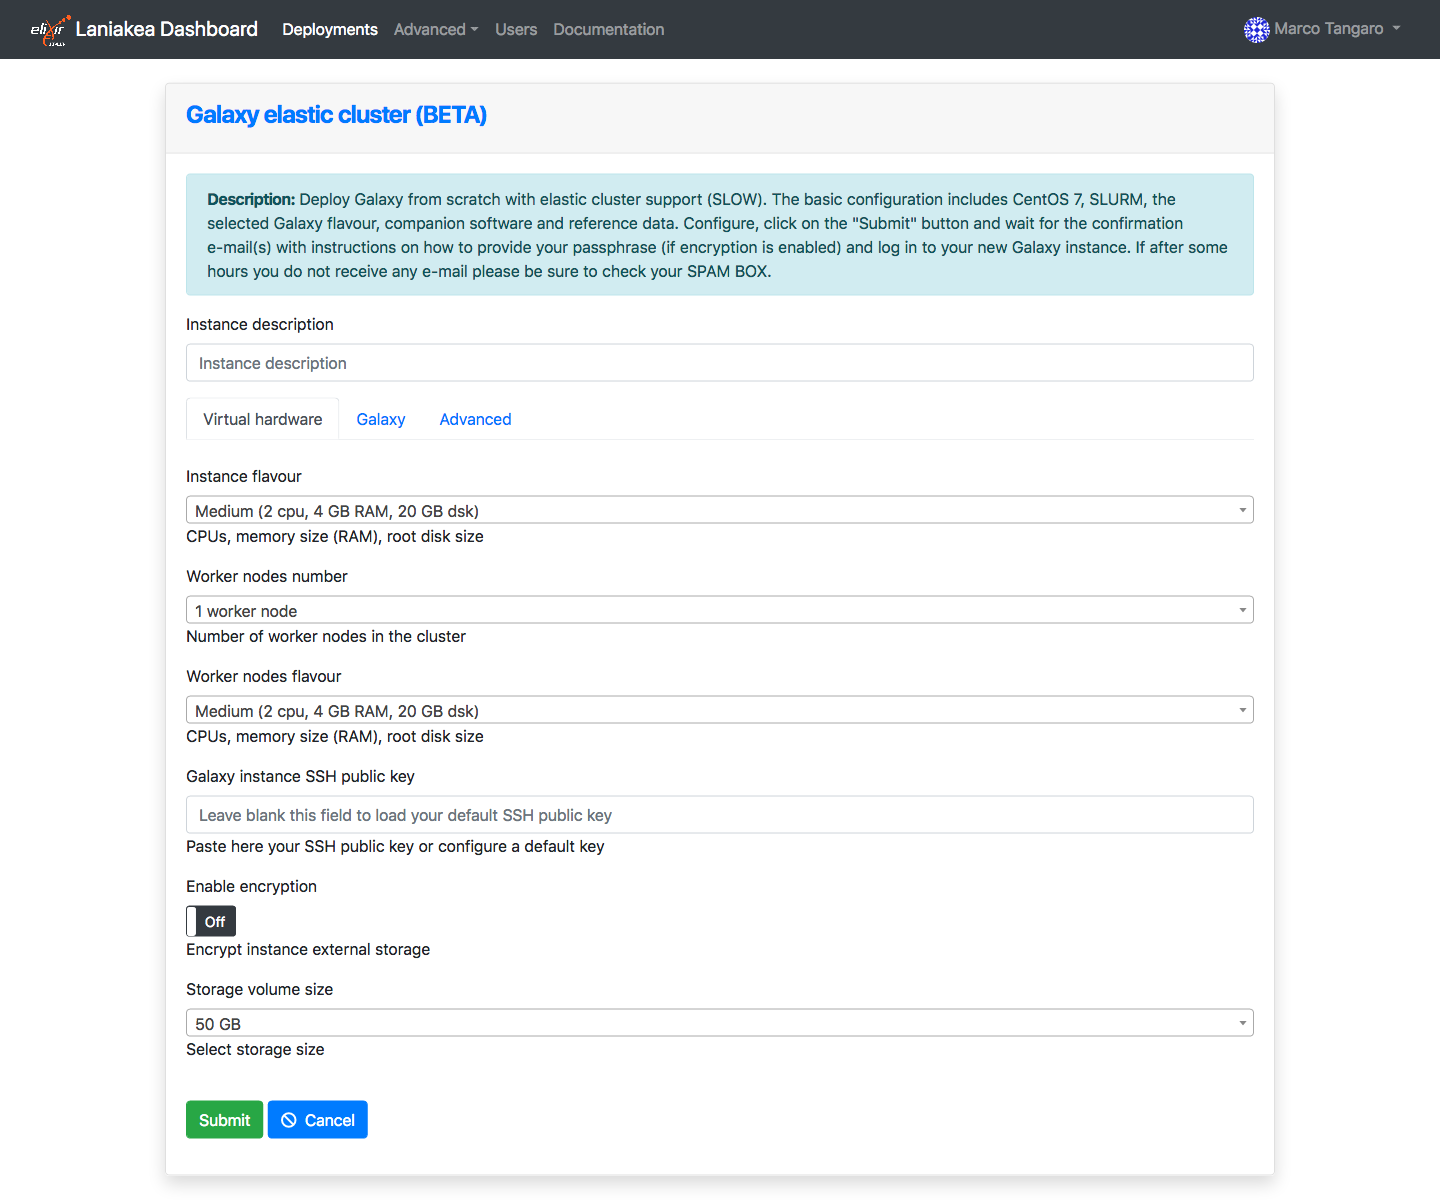 elixir Laniakea Dashboard Deployments Advanced Users Documentation Marco Tangaro
Galaxy elastic cluster (BETA)
Description: Deploy Galaxy from scratch with elastic cluster support (SLOW). The basic configuration includes CentOS 7, SLURM, the
selected Galaxy flavour, companion software and reference data. Configure, click on the "Submit" button and wait for the confirmation
e-mail(s) with instructions on how to provide your passphrase (if encryption is enabled) and log in to your new Galaxy instance. If after some
hours you do not receive any e-mail please be sure to check your SPAM BOX.
Instance description
Instance description
Virtual hardware Galaxy Advanced
Instance flavour
Medium (2 cpu, 4 GB RAM, 20 GB dsk)
CPUs, memory size (RAM), root disk size
Worker nodes number
1 worker node
Number of worker nodes in the cluster
Worker nodes flavour
Medium (2 cpu, 4 GB RAM, 20 GB dsk)
CPUs, memory size (RAM), root disk size
Galaxy instance SSH public key
Leave blank this field to load your default SSH public key
Paste here your SSH public key or configure a default key
Enable encryption
Off
Encrypt instance external storage
Storage volume size
50 GB
Select storage size
Submit Cancel